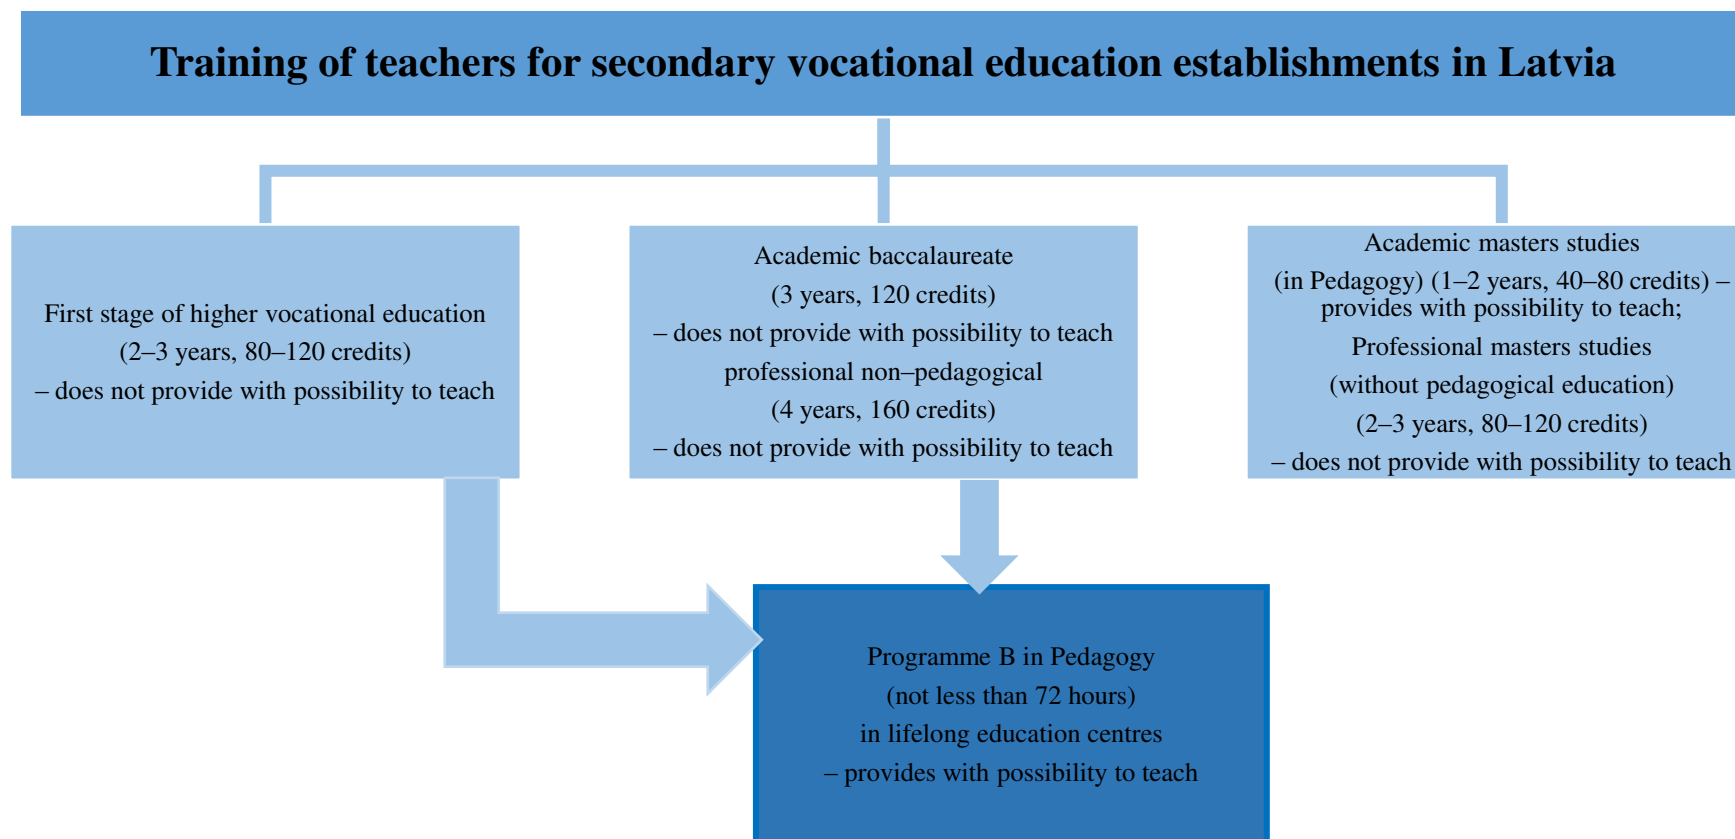 Training of teachers for secondary vocational education establishments in Latvia
First stage of higher vocational education
(2–3 years, 80–120 credits)
– does not provide with possibility to teach
Academic baccalaureate
(3 years, 120 credits)
– does not provide with possibility to teach
professional non–pedagogical
(4 years, 160 credits)
– does not provide with possibility to teach
Academic masters studies
(in Pedagogy) (1–2 years, 40–80 credits) –
provides with possibility to teach;
Professional masters studies
(without pedagogical education)
(2–3 years, 80–120 credits)
– does not provide with possibility to teach
Programme B in Pedagogy
(not less than 72 hours)
in lifelong education centres
– provides with possibility to teach